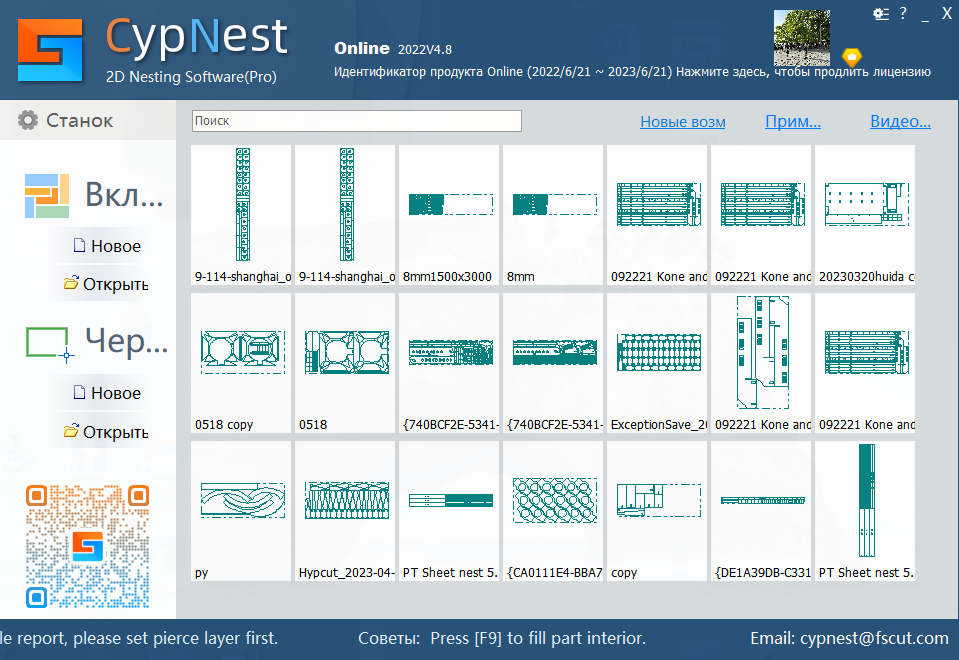 CypNest
2D Nesting Software(Pro)
Online 2022V4.8
Идентификатор продукта Online (2022/6/21 ~ 2023/6/21) Нажмите здесь, чтобы продлить лицензию
Станок
Поиск
Новые возм
Прим...
Видео...
Вкл...
Новое
Открыть
Чер...
Новое
Открыть
9-114-shanghai_o
9-114-shanghai_o
8mm1500x3000
8mm
092221 Kone and
092221 Kone and
20230320huida c
0518 copy
0518
{740BCF2E-5341-
{740BCF2E-5341-
ExceptionSave_20
092221 Kone and
092221 Kone and
py
Hypcut_2023-04-
PT Sheet nest 5.
{CA0111E4-BBA7
copy
{DE1A39DB-C331
PT Sheet nest 5.
le report, please set pierce layer first.
Советы: Press [F9] to fill part interior.
Email: cypnest@fscut.com